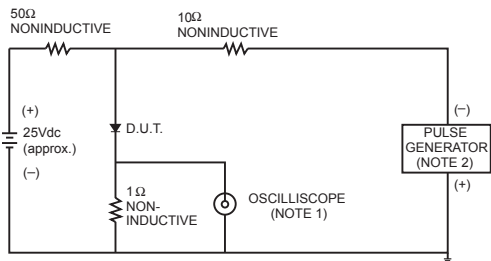 50Ω
NONINDUCTIVE
10Ω
NONINDUCTIVE
(+)
25Vdc
(approx.)
(–)
D.U.T.
1Ω
NON-
INDUCTIVE
OSCILLISCOPE
(NOTE 1)
(–)
PULSE
GENERATOR
(NOTE 2)
(+)